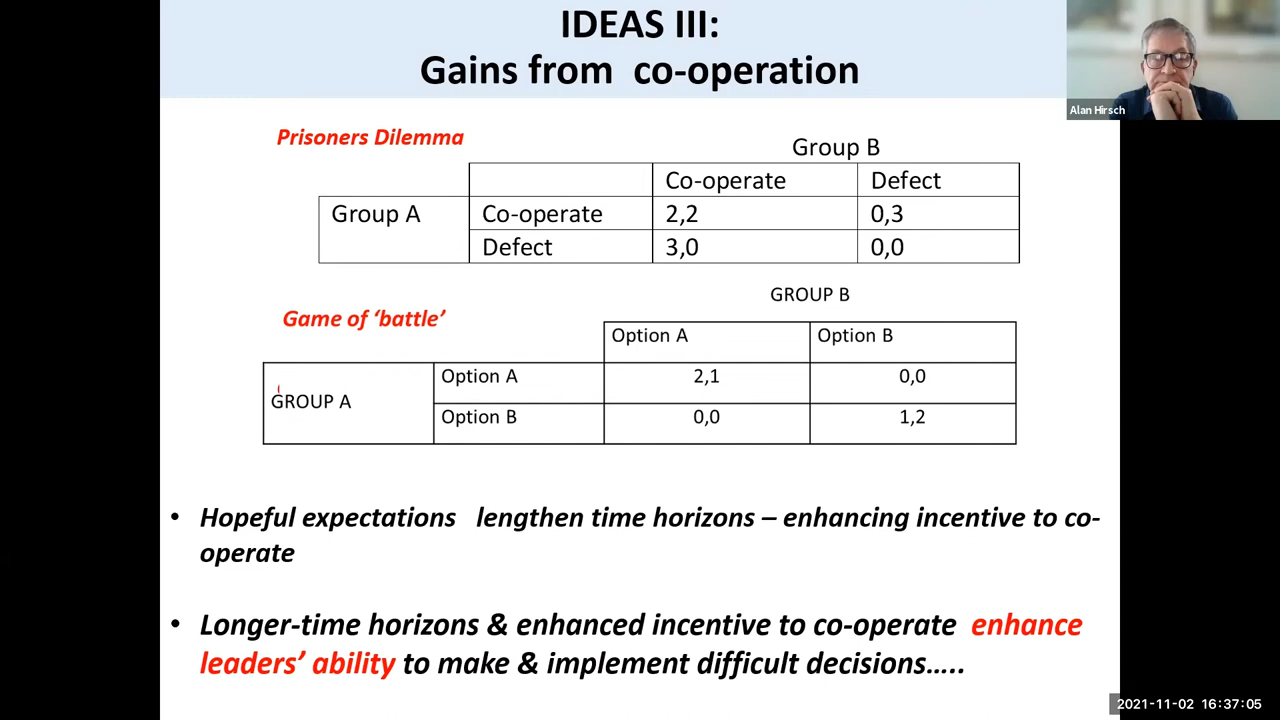 IDEAS III:
Gains from co-operation
Alan Hirsch
Prisoners Dilemma
Group B
Co-operate Defect
Group A Co-operate 2,2 0,3
Defect 3,0 0,0
GROUP B
Game of ‘battle’
Option A Option B
GROUP A Option A 2,1 0,0
Option B 0,0 1,2
• Hopeful expectations lengthen time horizons – enhancing incentive to co-
operate
• Longer-time horizons & enhanced incentive to co-operate enhance
leaders’ ability to make & implement difficult decisions…..
2021-11-02 16:37:05